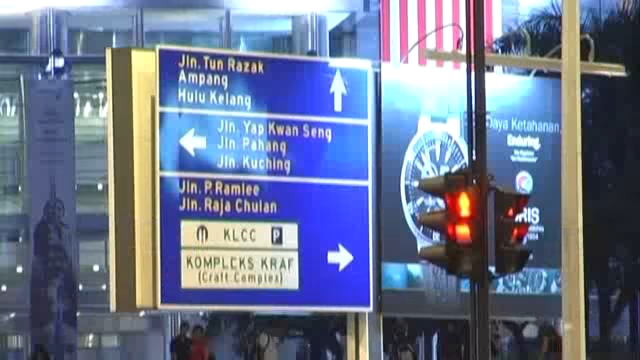 Jln. Tun Razak
Ampang
Hulu Kelang
Jln. Yap Kwan Seng
Jln. Pahang
Jln. Kuching
Jln. P. Ramlee
Jln. Raja Chulan
KLCC P
KOMPLEKS KRAF
(Craft Complex)
Daya Ketahanan.
Enduring.
ORIS